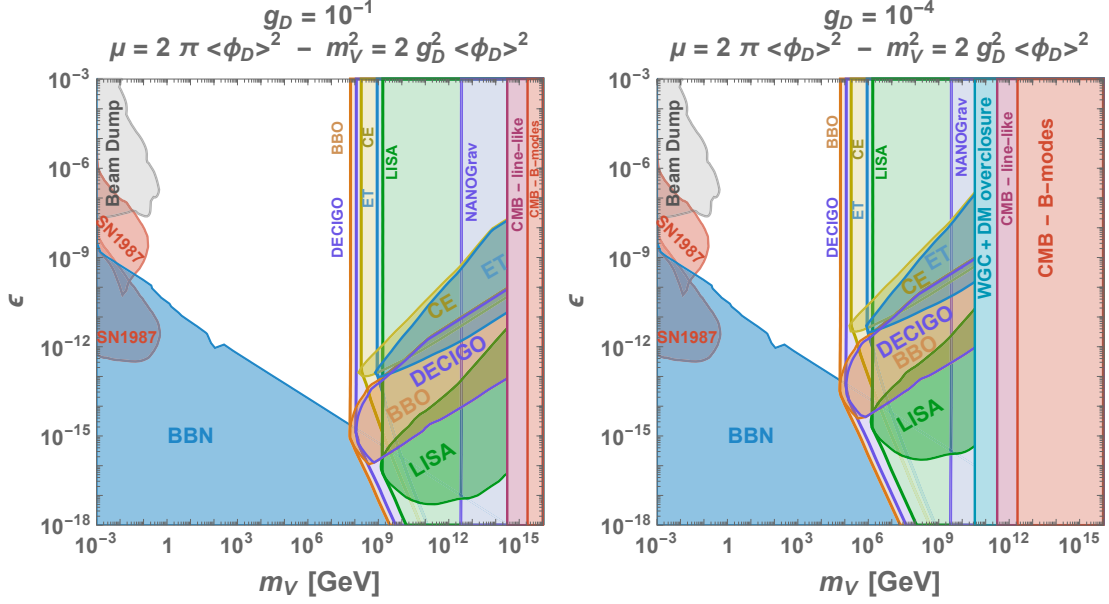 g_D = 10^-1
μ = 2 π <ϕ_D>^2 − m_V^2 = 2 g_D^2 <ϕ_D>^2
10^-3
10^-6
10^-9
10^-12
10^-15
10^-18
ϵ
Beam Dump
SN1987
SN1987
BBN
BBO
DECIGO
CE
ET
LISA
NANOGrav
CMB − line−like
CMB − B−modes
ET
CE
DECIGO
BBO
LISA
10^-3
1
10^3
10^6
10^9
10^12
10^15
m_V [GeV]
g_D = 10^-4
μ = 2 π <ϕ_D>^2 − m_V^2 = 2 g_D^2 <ϕ_D>^2
10^-3
10^-6
10^-9
10^-12
10^-15
10^-18
ϵ
Beam Dump
SN1987
SN1987
BBN
BBO
DECIGO
CE
ET
LISA
NANOGrav
WGC + DM overclosure
CMB − line−like
CMB − B−modes
ET
CE
DECIGO
BBO
LISA
10^-3
1
10^3
10^6
10^9
10^12
10^15
m_V [GeV]